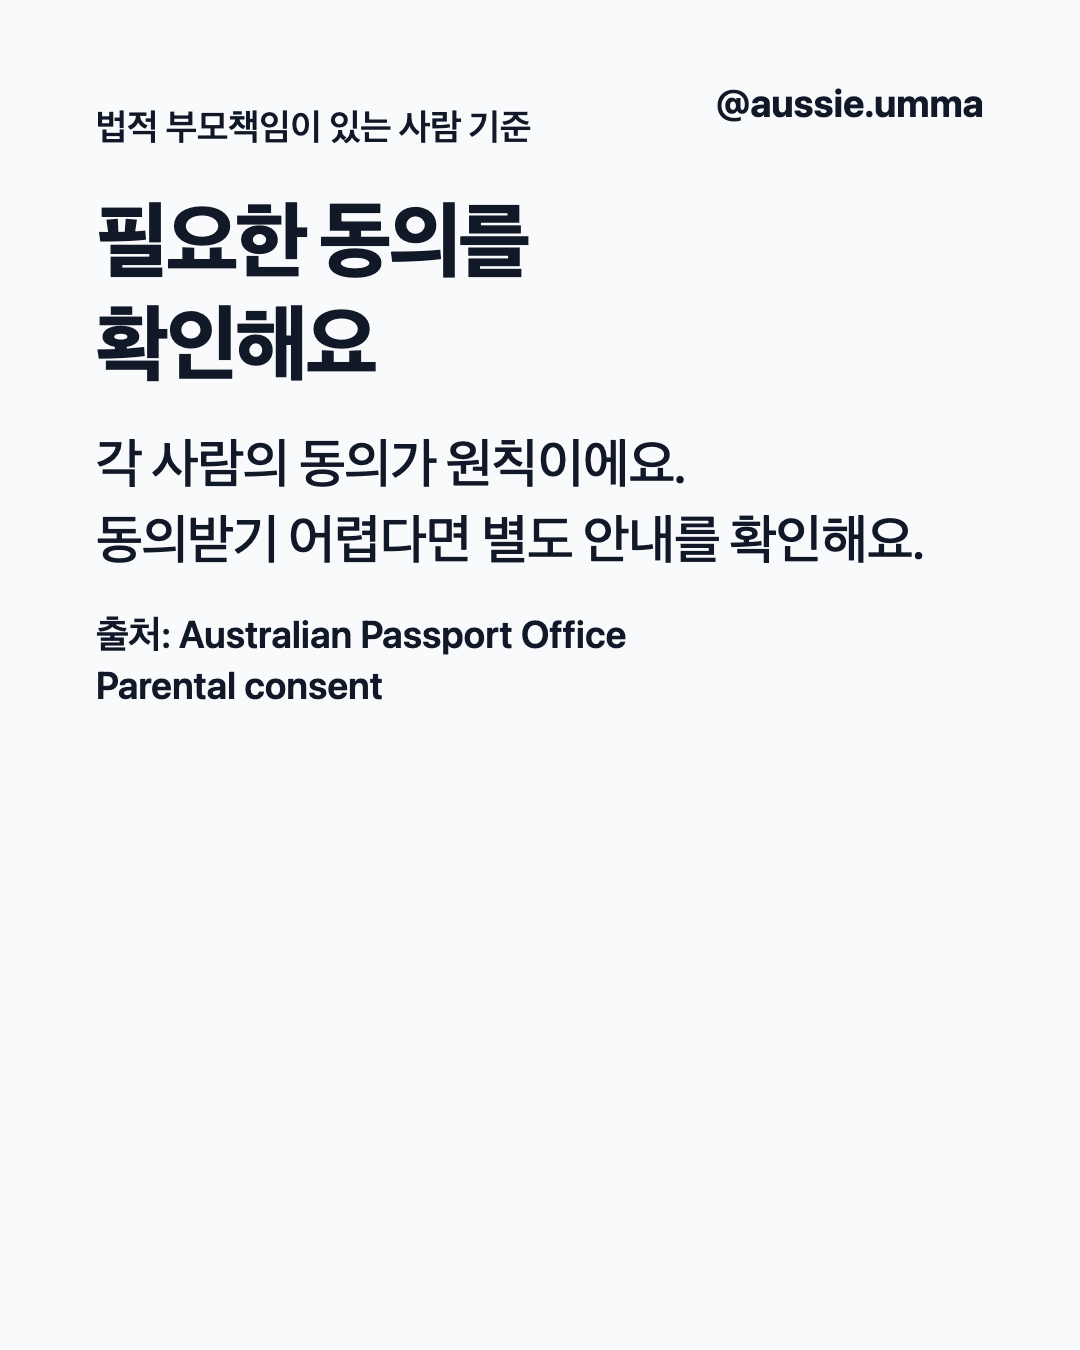 법적 부모책임이 있는 사람 기준
@aussie.umma
필요한 동의를
확인해요
각 사람의 동의가 원칙이에요.
동의받기 어렵다면 별도 안내를 확인해요.
출처: Australian Passport Office
Parental consent